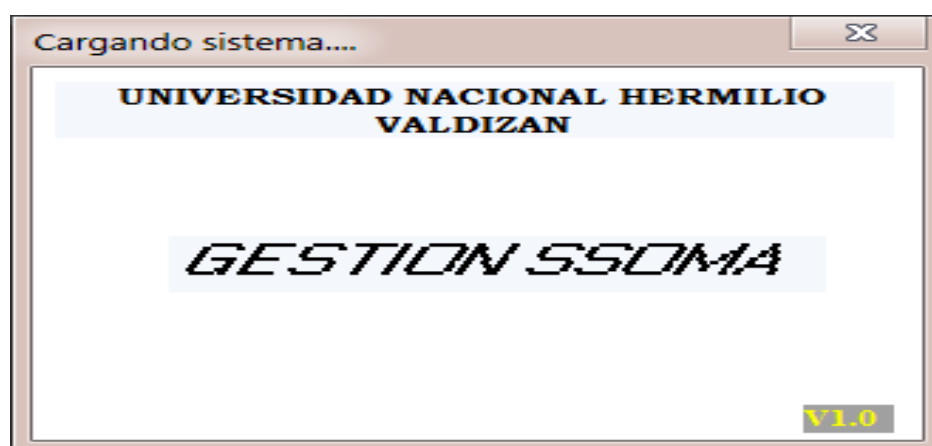 Cargando sistema....
UNIVERSIDAD NACIONAL HERMILIO
VALDIZAN
GESTION SSOMA
V1.0